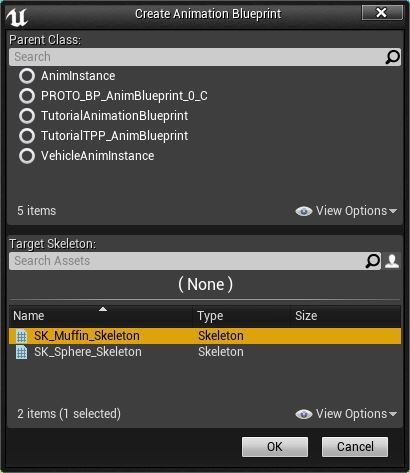 Create Animation Blueprint
Parent Class:
Search
AnimInstance
PROTO_BP_AnimBlueprint_0_C
TutorialAnimationBlueprint
TutorialTPP_AnimBlueprint
VehicleAnimInstance
5 items View Options
Target Skeleton:
Search Assets
( None )
Name Type Size
SK_Muffin_Skeleton Skeleton
SK_Sphere_Skeleton Skeleton
2 items (1 selected) View Options
OK Cancel